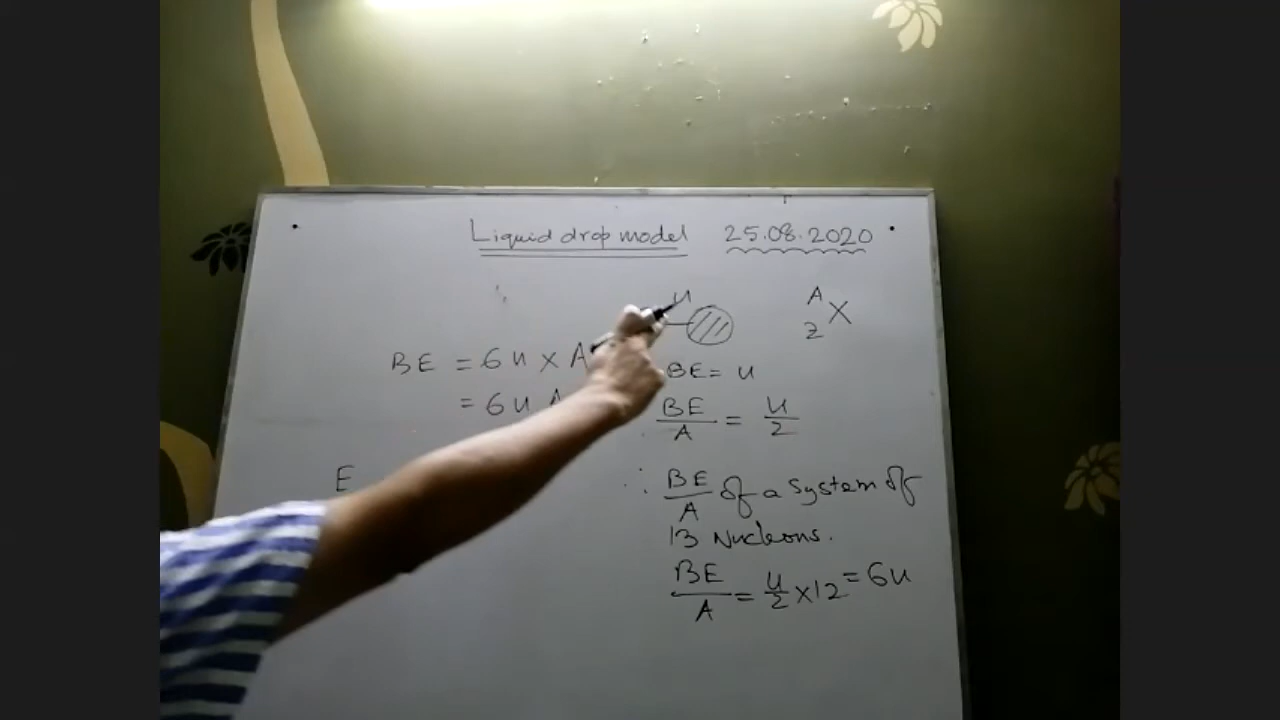 Liquid drop model 25.08.2020
u
A
Z X
BE = 6u × A
= 6u A
E
BE = u
BE/A = u/2
∴ BE/A of a System of
13 Nucleons.
BE/A = u/2 × 12 = 6u